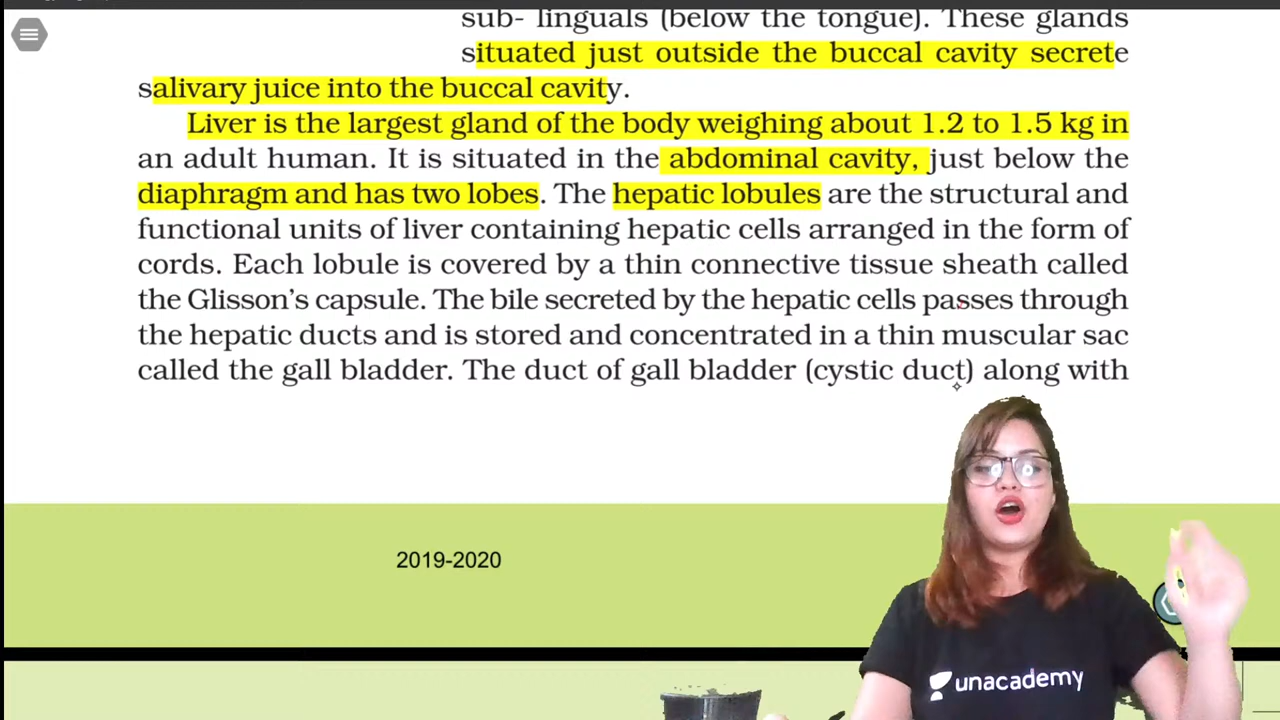 sub- linguals (below the tongue). These glands
situated just outside the buccal cavity secrete
salivary juice into the buccal cavity.
Liver is the largest gland of the body weighing about 1.2 to 1.5 kg in
an adult human. It is situated in the abdominal cavity, just below the
diaphragm and has two lobes. The hepatic lobules are the structural and
functional units of liver containing hepatic cells arranged in the form of
cords. Each lobule is covered by a thin connective tissue sheath called
the Glisson's capsule. The bile secreted by the hepatic cells passes through
the hepatic ducts and is stored and concentrated in a thin muscular sac
called the gall bladder. The duct of gall bladder (cystic duct) along with
2019-2020
unacademy